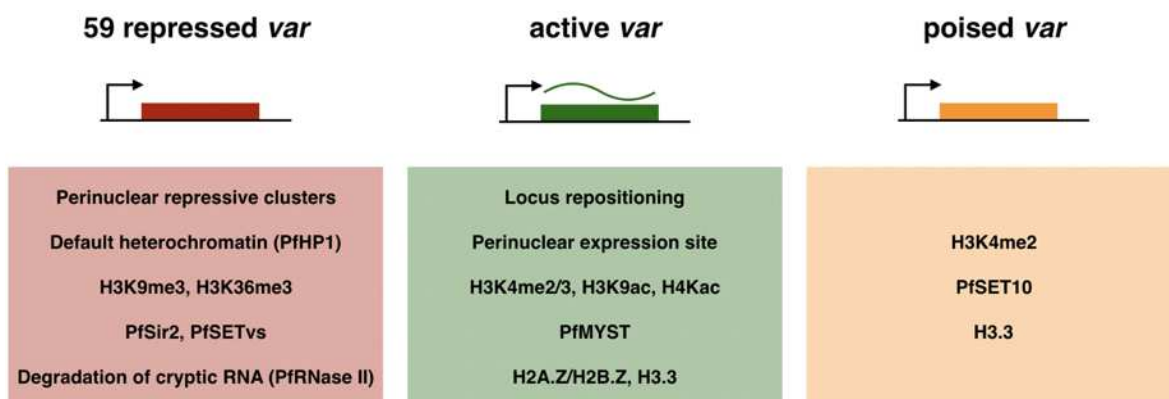 59 repressed var
active var
poised var
Perinuclear repressive clusters
Default heterochromatin (PfHP1)
H3K9me3, H3K36me3
PfSir2, PfSETvs
Degradation of cryptic RNA (PfRNase II)
Locus repositioning
Perinuclear expression site
H3K4me2/3, H3K9ac, H4Kac
PfMYST
H2A.Z/H2B.Z, H3.3
H3K4me2
PfSET10
H3.3